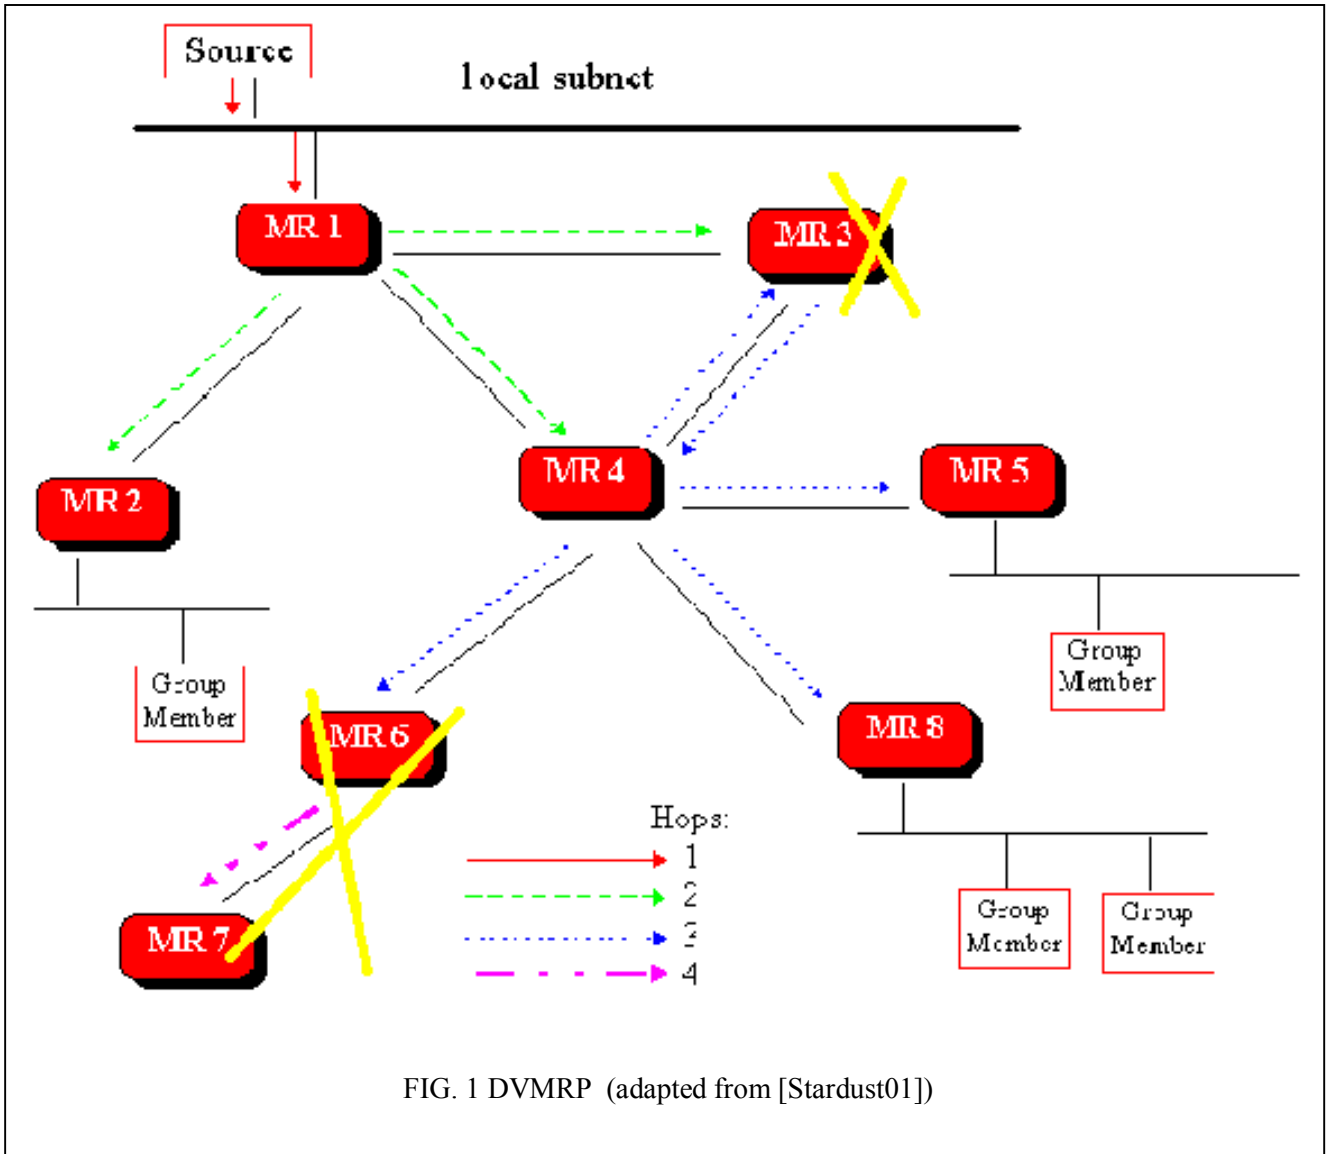 Source
local subnet
MR 1
MR 3
MR 4
MR 5
MR 2
Group
Member
Group
Member
MR 6
MR 8
Hops:
1
2
3
4
MR 7
Group
Member
Group
Member
FIG. 1 DVMRP (adapted from [Stardust01])